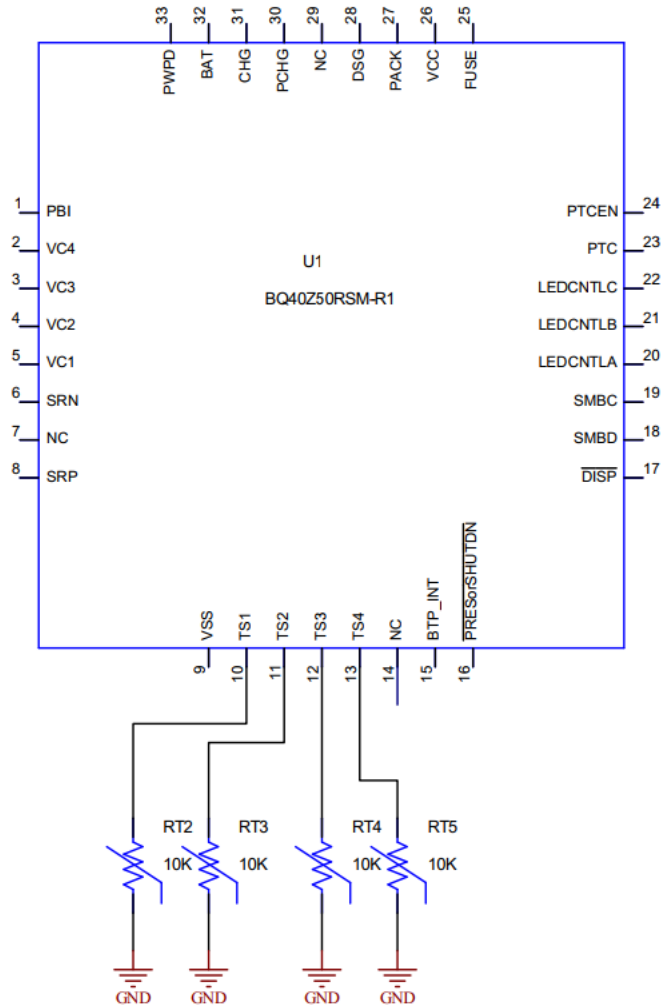 33
32
31
30
29
28
27
26
25
PWPD
BAT
CHG
PCHG
NC
DSG
PACK
VCC
FUSE
1 PBI
PTCEN 24
2 VC4
PTC 23
U1
3 VC3
LEDCNTLC 22
BQ40Z50RSM-R1
4 VC2
LEDCNTLB 21
5 VC1
LEDCNTLA 20
6 SRN
SMBC 19
7 NC
SMBD 18
8 SRP
DISP 17
VSS
TS1
TS2
TS3
TS4
NC
BTP_INT
PRESorSHUTDN
9
10
11
12
13
14
15
16
RT2
RT3
RT4
RT5
10K
10K
10K
10K
GND
GND
GND
GND